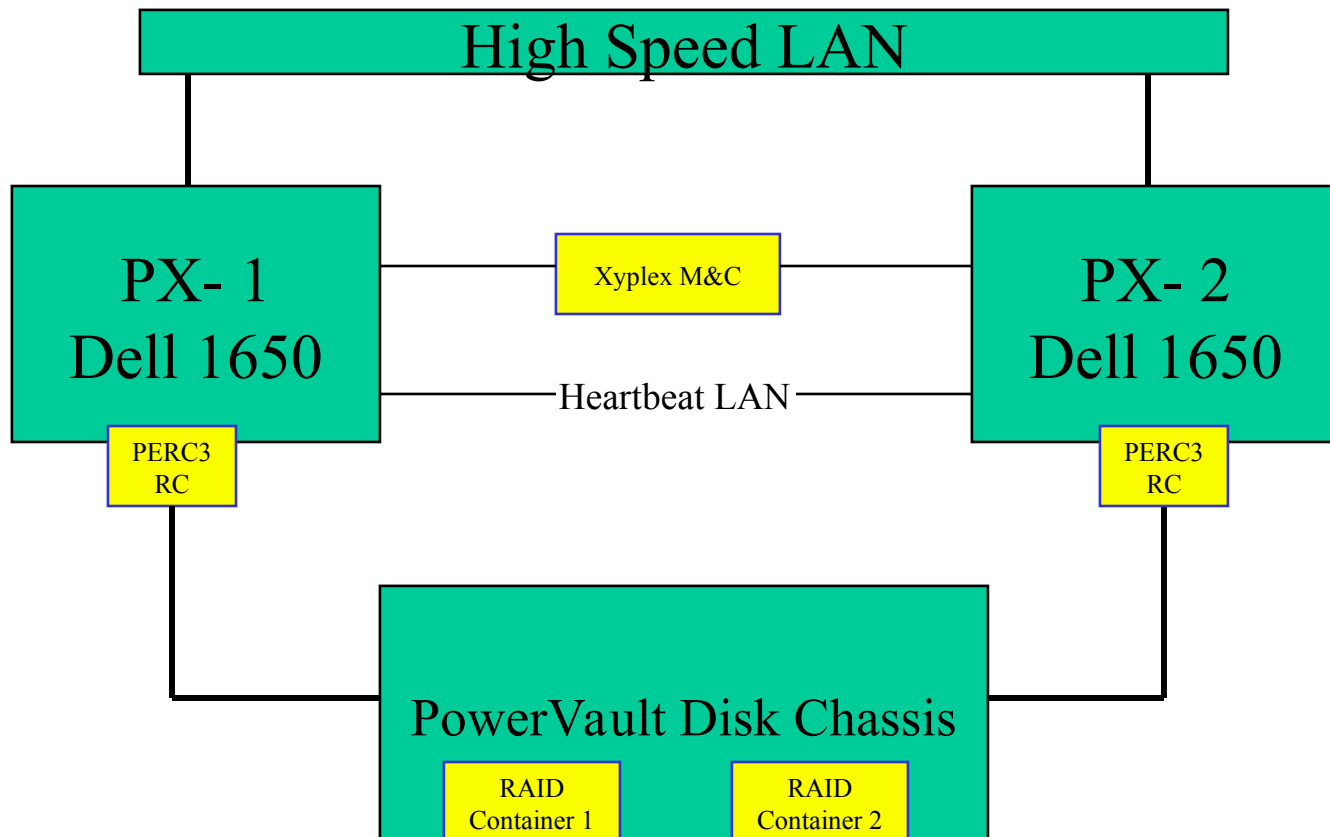 High Speed LAN
PX- 1
Dell 1650
Xyplex M&C
PX- 2
Dell 1650
Heartbeat LAN
PERC3
RC
PERC3
RC
PowerVault Disk Chassis
RAID
Container 1
RAID
Container 2